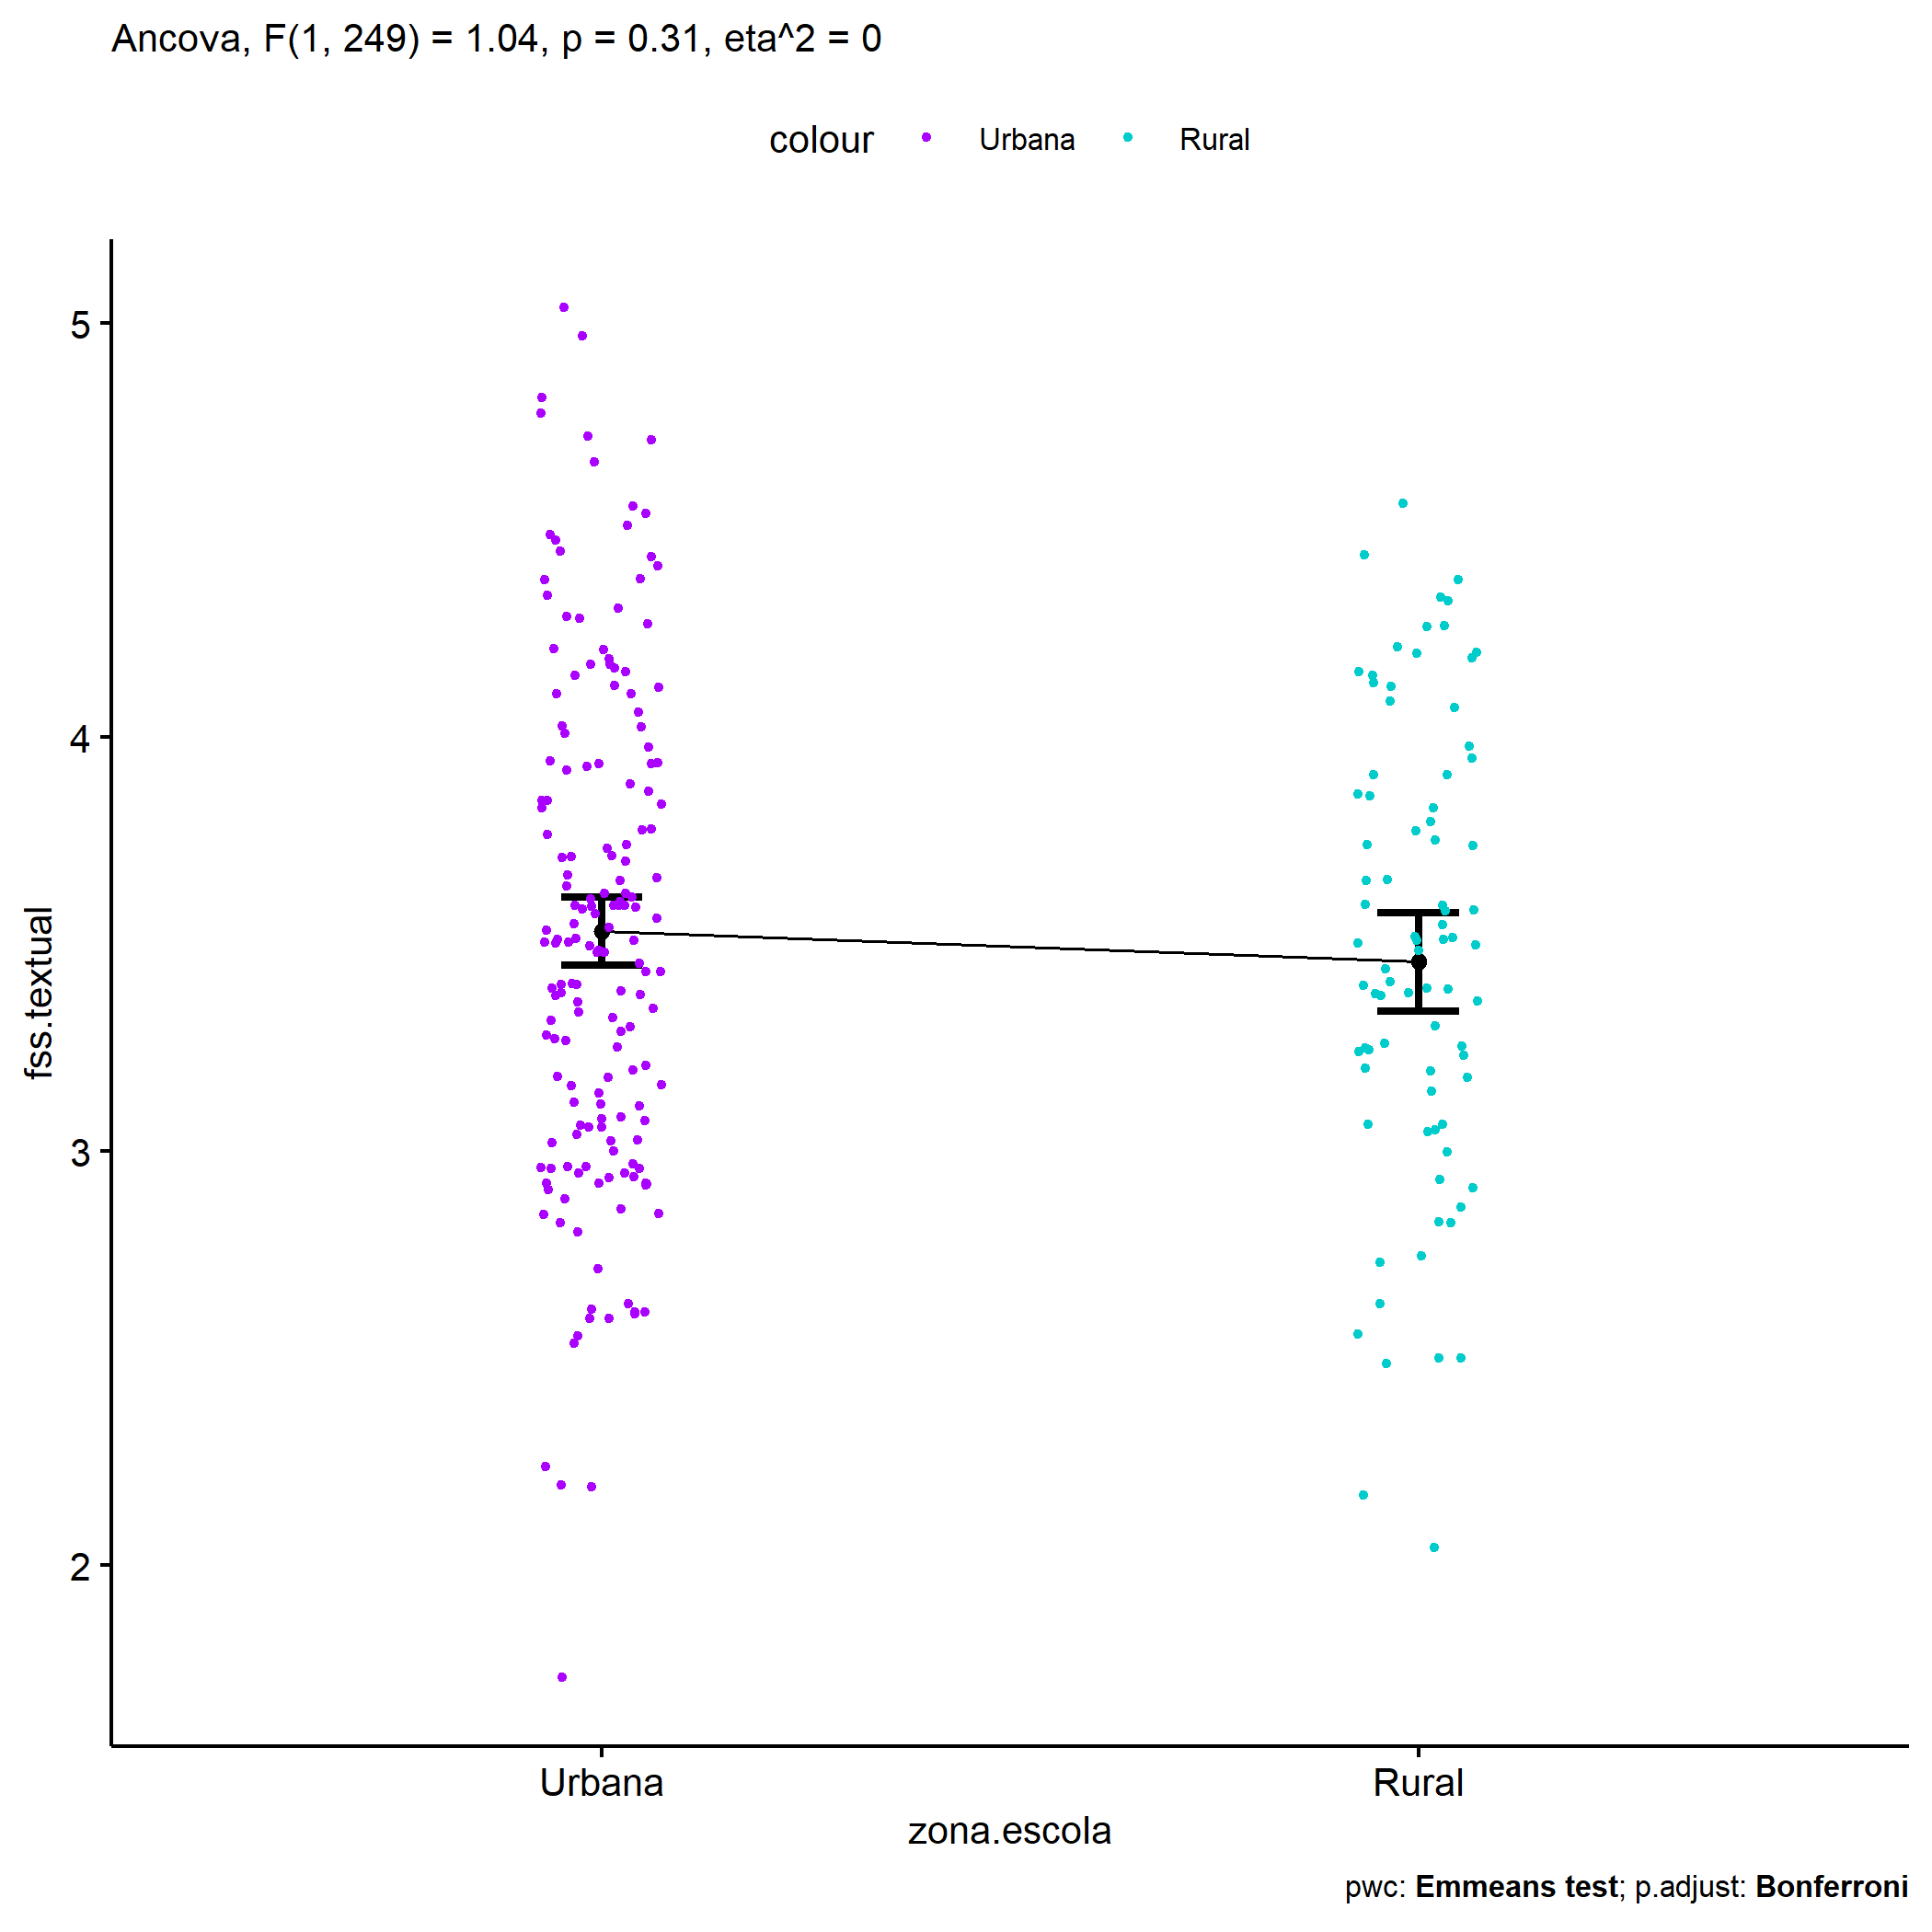 Ancova, F(1, 249) = 1.04, p = 0.31, eta^2 = 0
colour Urbana Rural
5
4
3
2
fss.textual
Urbana Rural
zona.escola
pwc: Emmeans test; p.adjust: Bonferroni